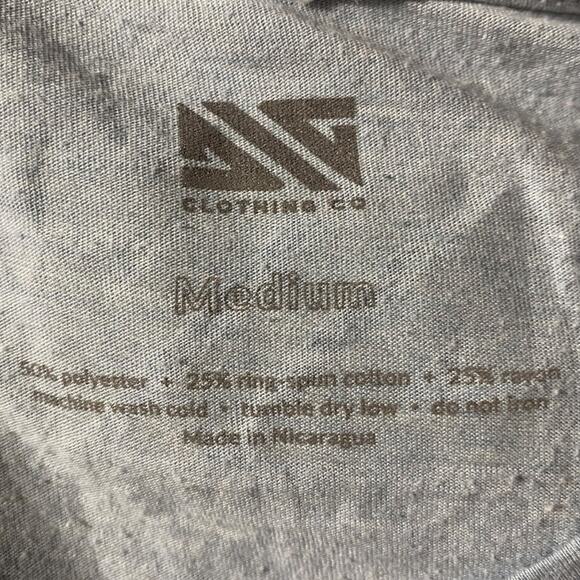 CLOTHING CO
Medium
50% polyester + 25% ring-spun cotton + 25% rayon
machine wash cold • tumble dry low • do not iron
Made in Nicaragua